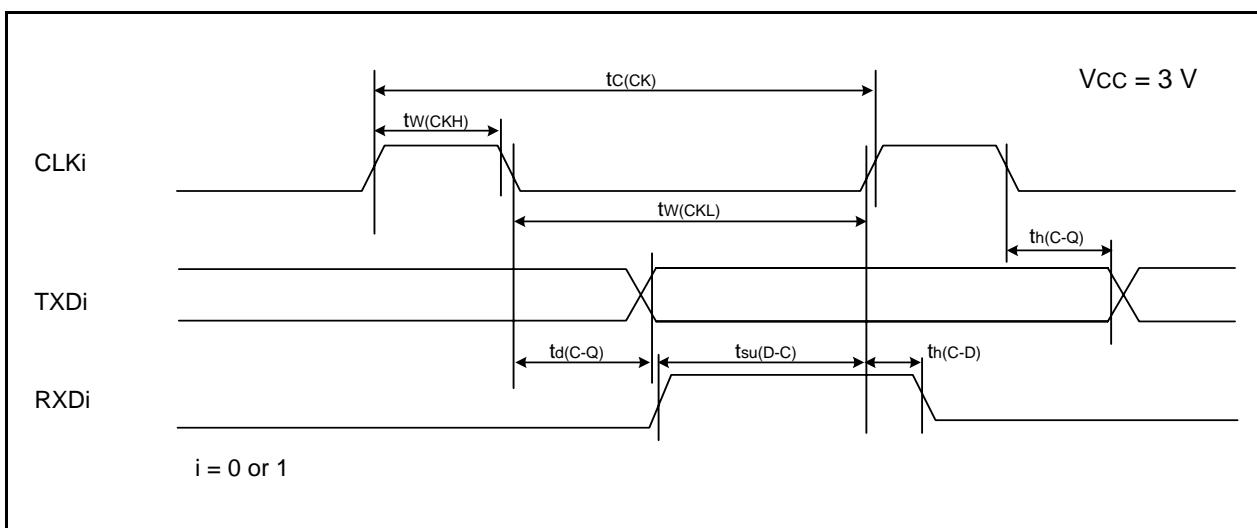 tC(CK)
VCC = 3 V
tW(CKH)
CLKi
tW(CKL)
th(C-Q)
TXDi
td(C-Q)
tsu(D-C)
th(C-D)
RXDi
i = 0 or 1